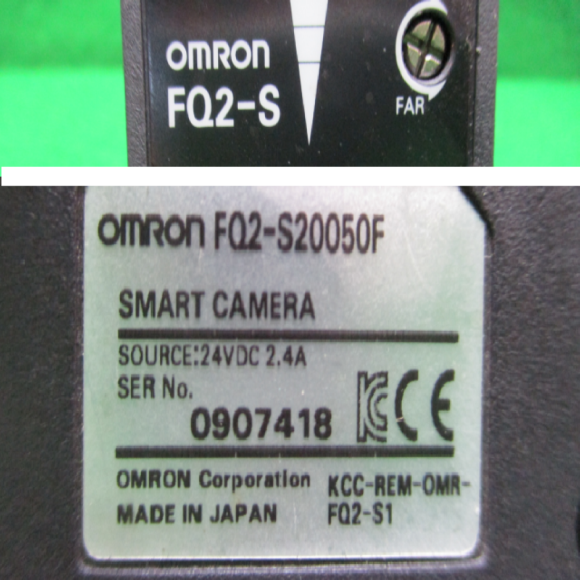 OMRON
FQ2-S
FAR
OMRON FQ2-S20050F
SMART CAMERA
SOURCE:24VDC 2.4A
SER No.
0907418
OMRON Corporation KCC-REM-OMR-
MADE IN JAPAN FQ2-S1